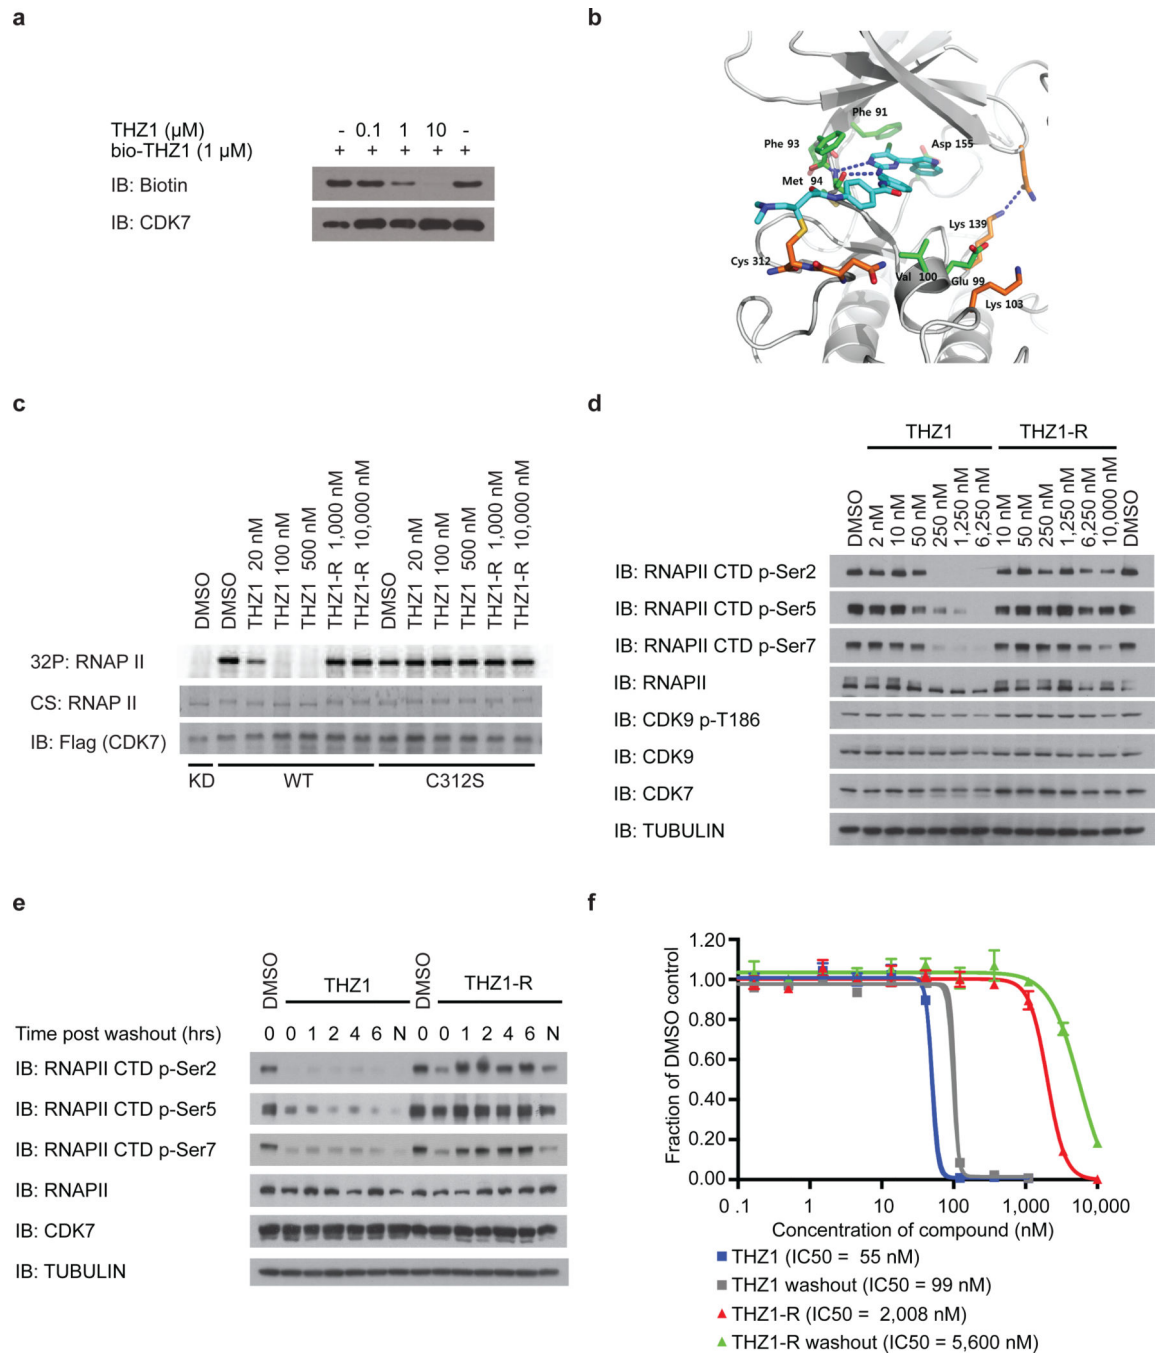 a
THZ1 (µM) - 0.1 1 10 -
bio-THZ1 (1 µM) + + + + +
IB: Biotin
IB: CDK7
b
Phe 91
Phe 93
Asp 155
Met 94
Lys 139
Cys 312
Val 100
Glu 99
Lys 103
c
DMSO
DMSO
THZ1 20 nM
THZ1 100 nM
THZ1 500 nM
THZ1-R 1,000 nM
THZ1-R 10,000 nM
DMSO
THZ1 20 nM
THZ1 100 nM
THZ1 500 nM
THZ1-R 1,000 nM
THZ1-R 10,000 nM
32P: RNAP II
CS: RNAP II
IB: Flag (CDK7)
KD WT C312S
d
THZ1 THZ1-R
DMSO
2 nM
10 nM
50 nM
250 nM
1,250 nM
6,250 nM
10 nM
50 nM
250 nM
1,250 nM
6,250 nM
10,000 nM
DMSO
IB: RNAPII CTD p-Ser2
IB: RNAPII CTD p-Ser5
IB: RNAPII CTD p-Ser7
IB: RNAPII
IB: CDK9 p-T186
IB: CDK9
IB: CDK7
IB: TUBULIN
e
DMSO THZ1 DMSO THZ1-R
Time post washout (hrs) 0 0 1 2 4 6 N 0 0 1 2 4 6 N
IB: RNAPII CTD p-Ser2
IB: RNAPII CTD p-Ser5
IB: RNAPII CTD p-Ser7
IB: RNAPII
IB: CDK7
IB: TUBULIN
f
Fraction of DMSO control
1.20
1.00
0.80
0.60
0.40
0.20
0.00
0.1 1 10 100 1,000 10,000
Concentration of compound (nM)
THZ1 (IC50 = 55 nM)
THZ1 washout (IC50 = 99 nM)
THZ1-R (IC50 = 2,008 nM)
THZ1-R washout (IC50 = 5,600 nM)